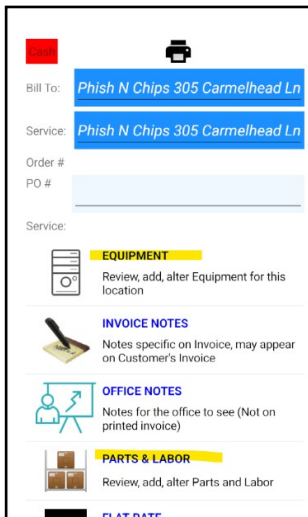 Cash
Bill To: Phish N Chips 305 Carmelhead Ln
Service: Phish N Chips 305 Carmelhead Ln
Order #
PO #
Service:
EQUIPMENT
Review, add, alter Equipment for this
location
INVOICE NOTES
Notes specific on Invoice, may appear
on Customer's Invoice
OFFICE NOTES
Notes for the office to see (Not on
printed invoice)
PARTS & LABOR
Review, add, alter Parts and Labor
FLAT RATE